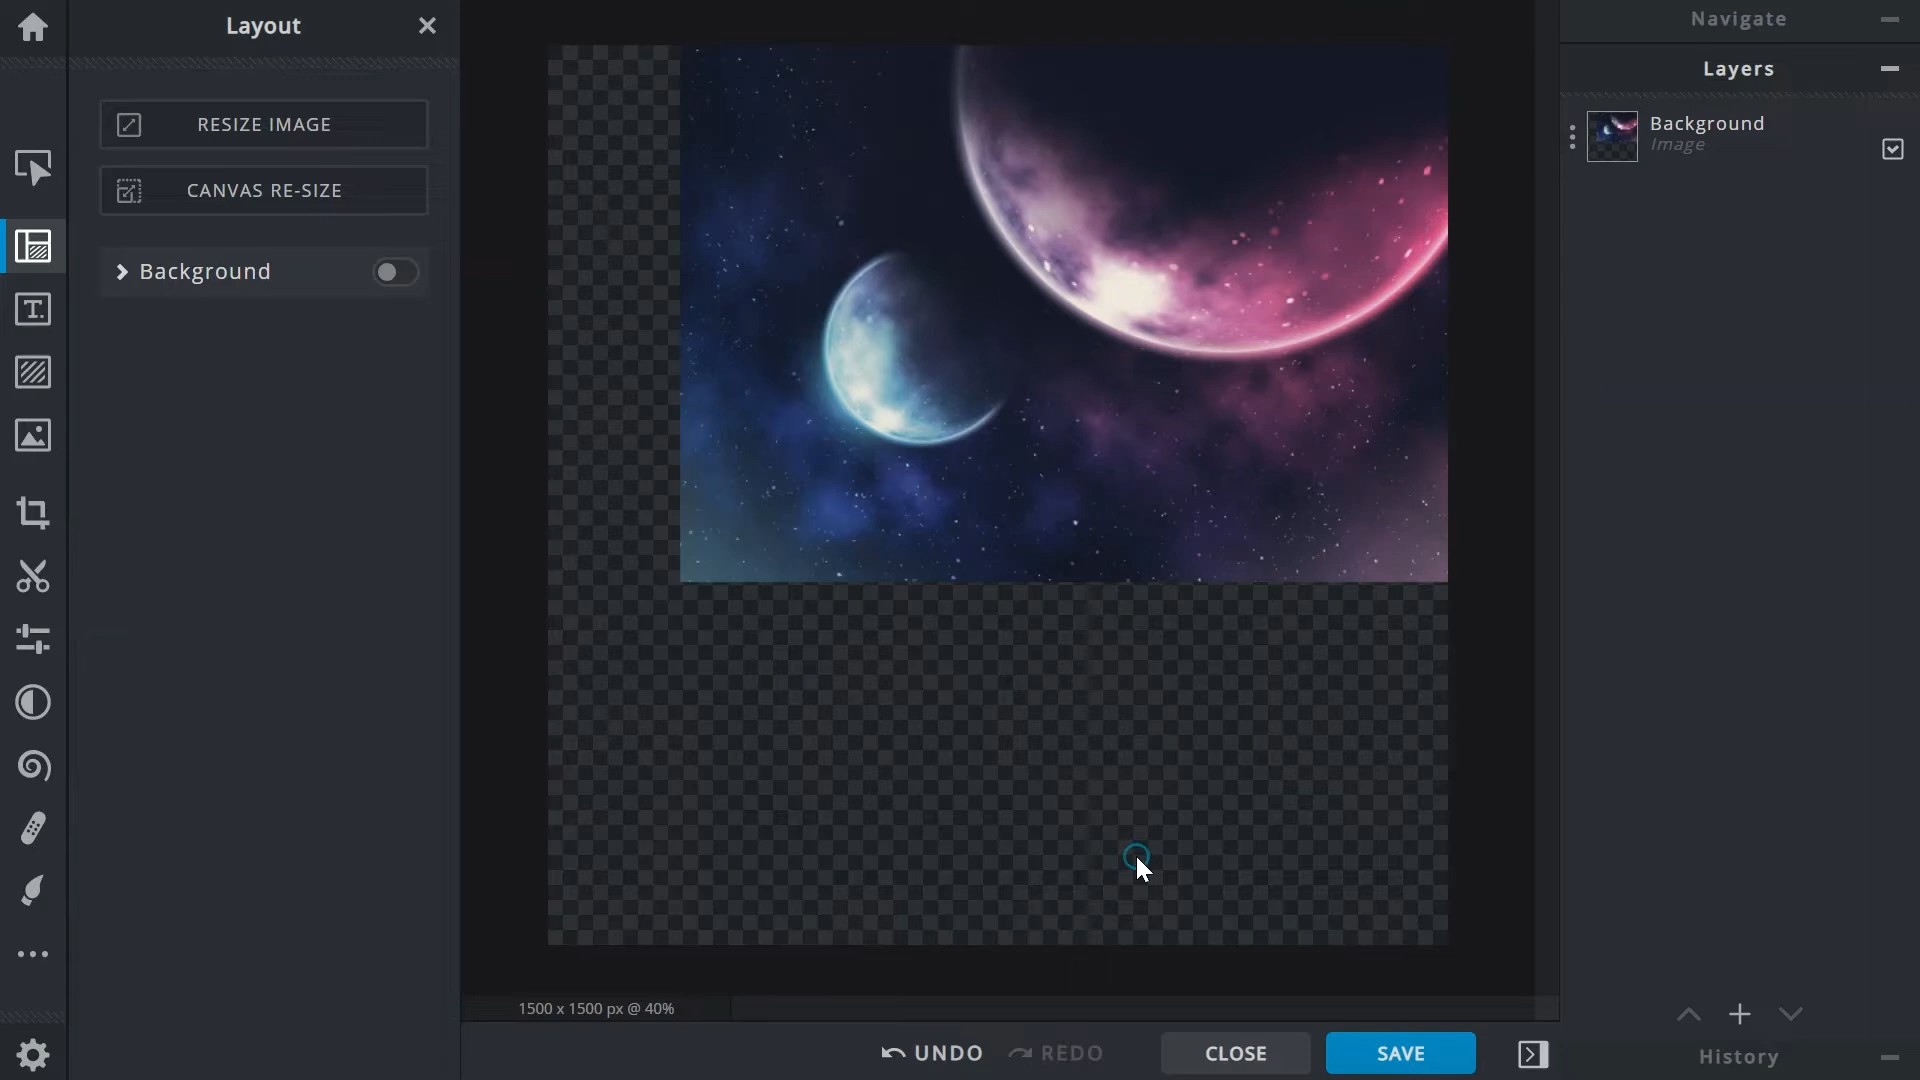 Layout
RESIZE IMAGE
CANVAS RE-SIZE
Background
1500 x 1500 px @ 40%
UNDO
REDO
CLOSE
SAVE
Navigate
Layers
Background
Image
History